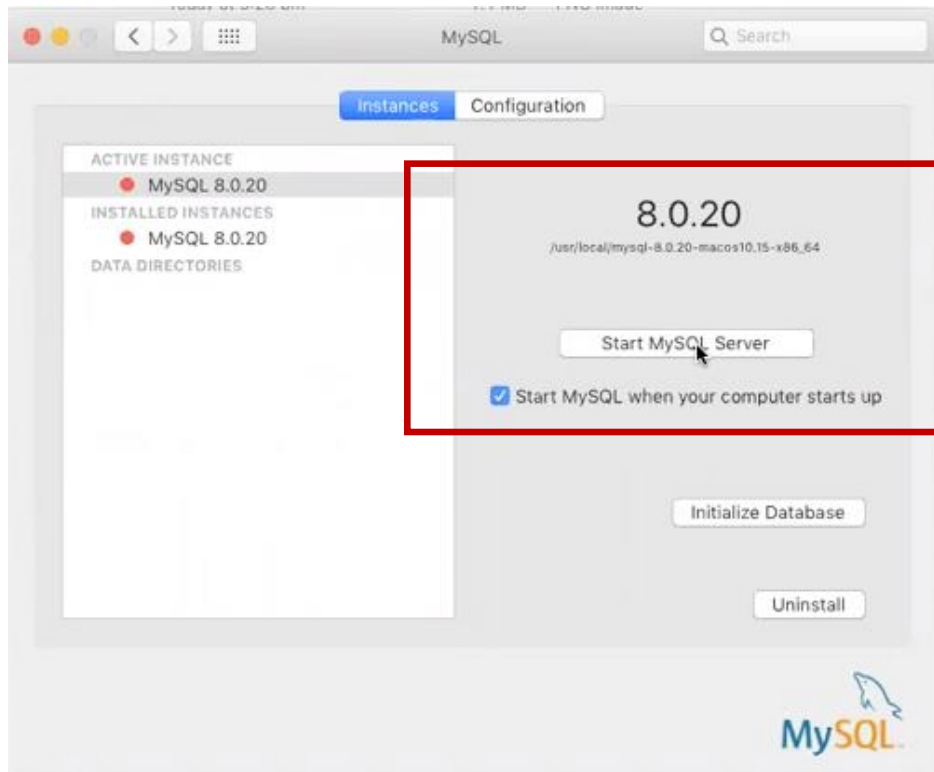 MySQL
Search
Instances
Configuration
ACTIVE INSTANCE
MySQL 8.0.20
INSTALLED INSTANCES
MySQL 8.0.20
DATA DIRECTORIES
8.0.20
/usr/local/mysql-8.0.20-macos10.15-x86_64
Start MySQL Server
Start MySQL when your computer starts up
Initialize Database
Uninstall
MySQL